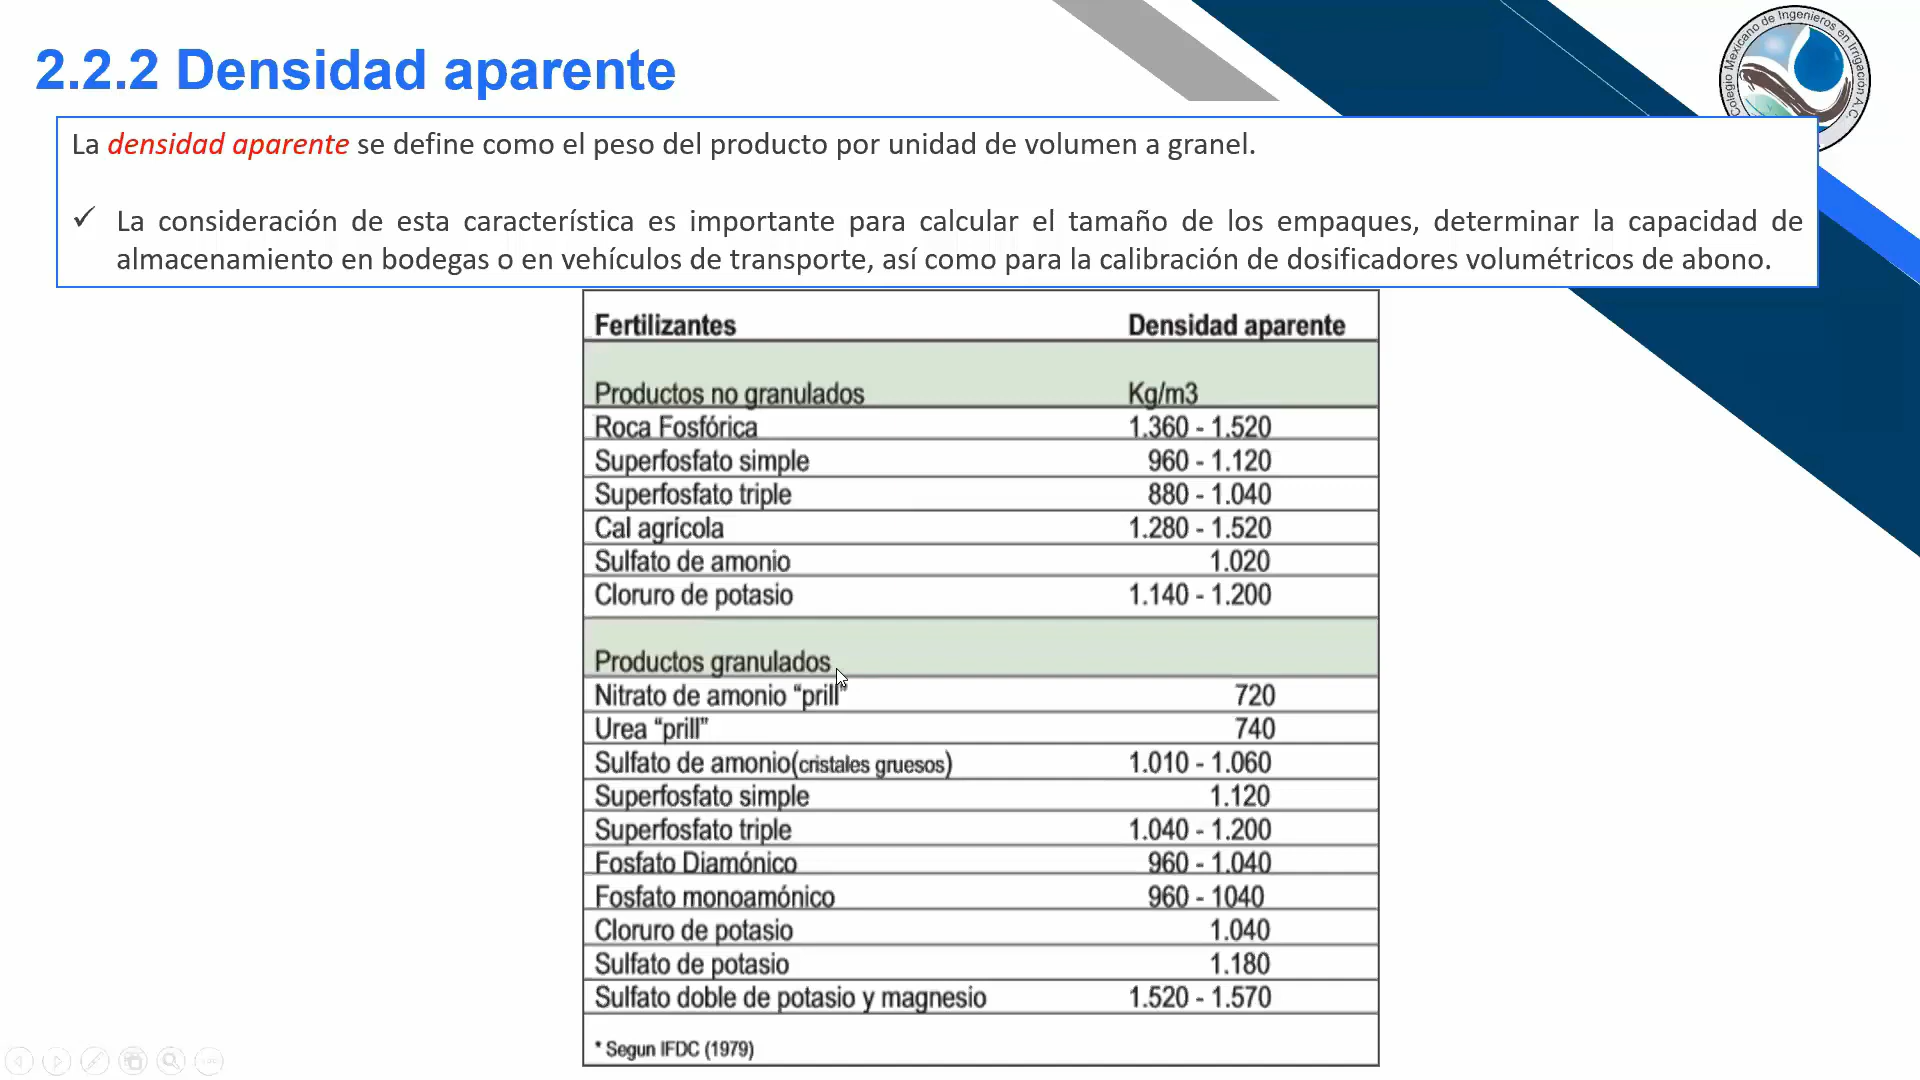 2.2.2 Densidad aparente
Colegio Mexicano de Ingenieros en Irrigación A.C.
La densidad aparente se define como el peso del producto por unidad de volumen a granel.
✓ La consideración de esta característica es importante para calcular el tamaño de los empaques, determinar la capacidad de
almacenamiento en bodegas o en vehículos de transporte, así como para la calibración de dosificadores volumétricos de abono.
Fertilizantes Densidad aparente
Productos no granulados Kg/m3
Roca Fosfórica 1.360 - 1.520
Superfosfato simple 960 - 1.120
Superfosfato triple 880 - 1.040
Cal agrícola 1.280 - 1.520
Sulfato de amonio 1.020
Cloruro de potasio 1.140 - 1.200
Productos granulados
Nitrato de amonio “prill” 720
Urea “prill” 740
Sulfato de amonio(cristales gruesos) 1.010 - 1.060
Superfosfato simple 1.120
Superfosfato triple 1.040 - 1.200
Fosfato Diamónico 960 - 1.040
Fosfato monoamónico 960 - 1040
Cloruro de potasio 1.040
Sulfato de potasio 1.180
Sulfato doble de potasio y magnesio 1.520 - 1.570
* Segun IFDC (1979)